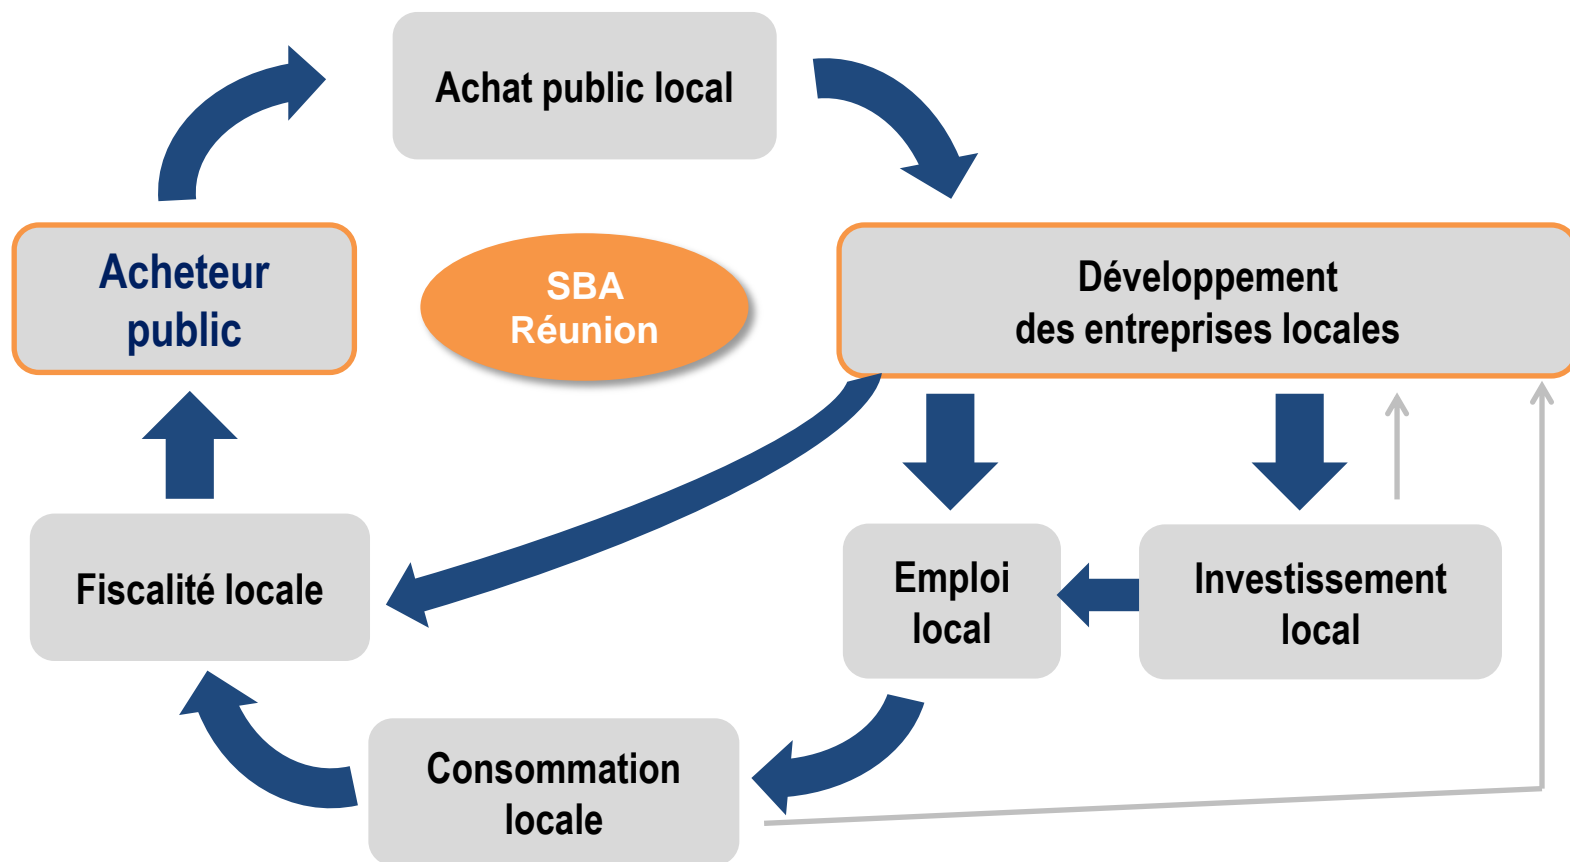 Achat public local
Acheteur
public
SBA
Réunion
Développement
des entreprises locales
Fiscalité locale
Emploi
local
Investissement
local
Consommation
locale